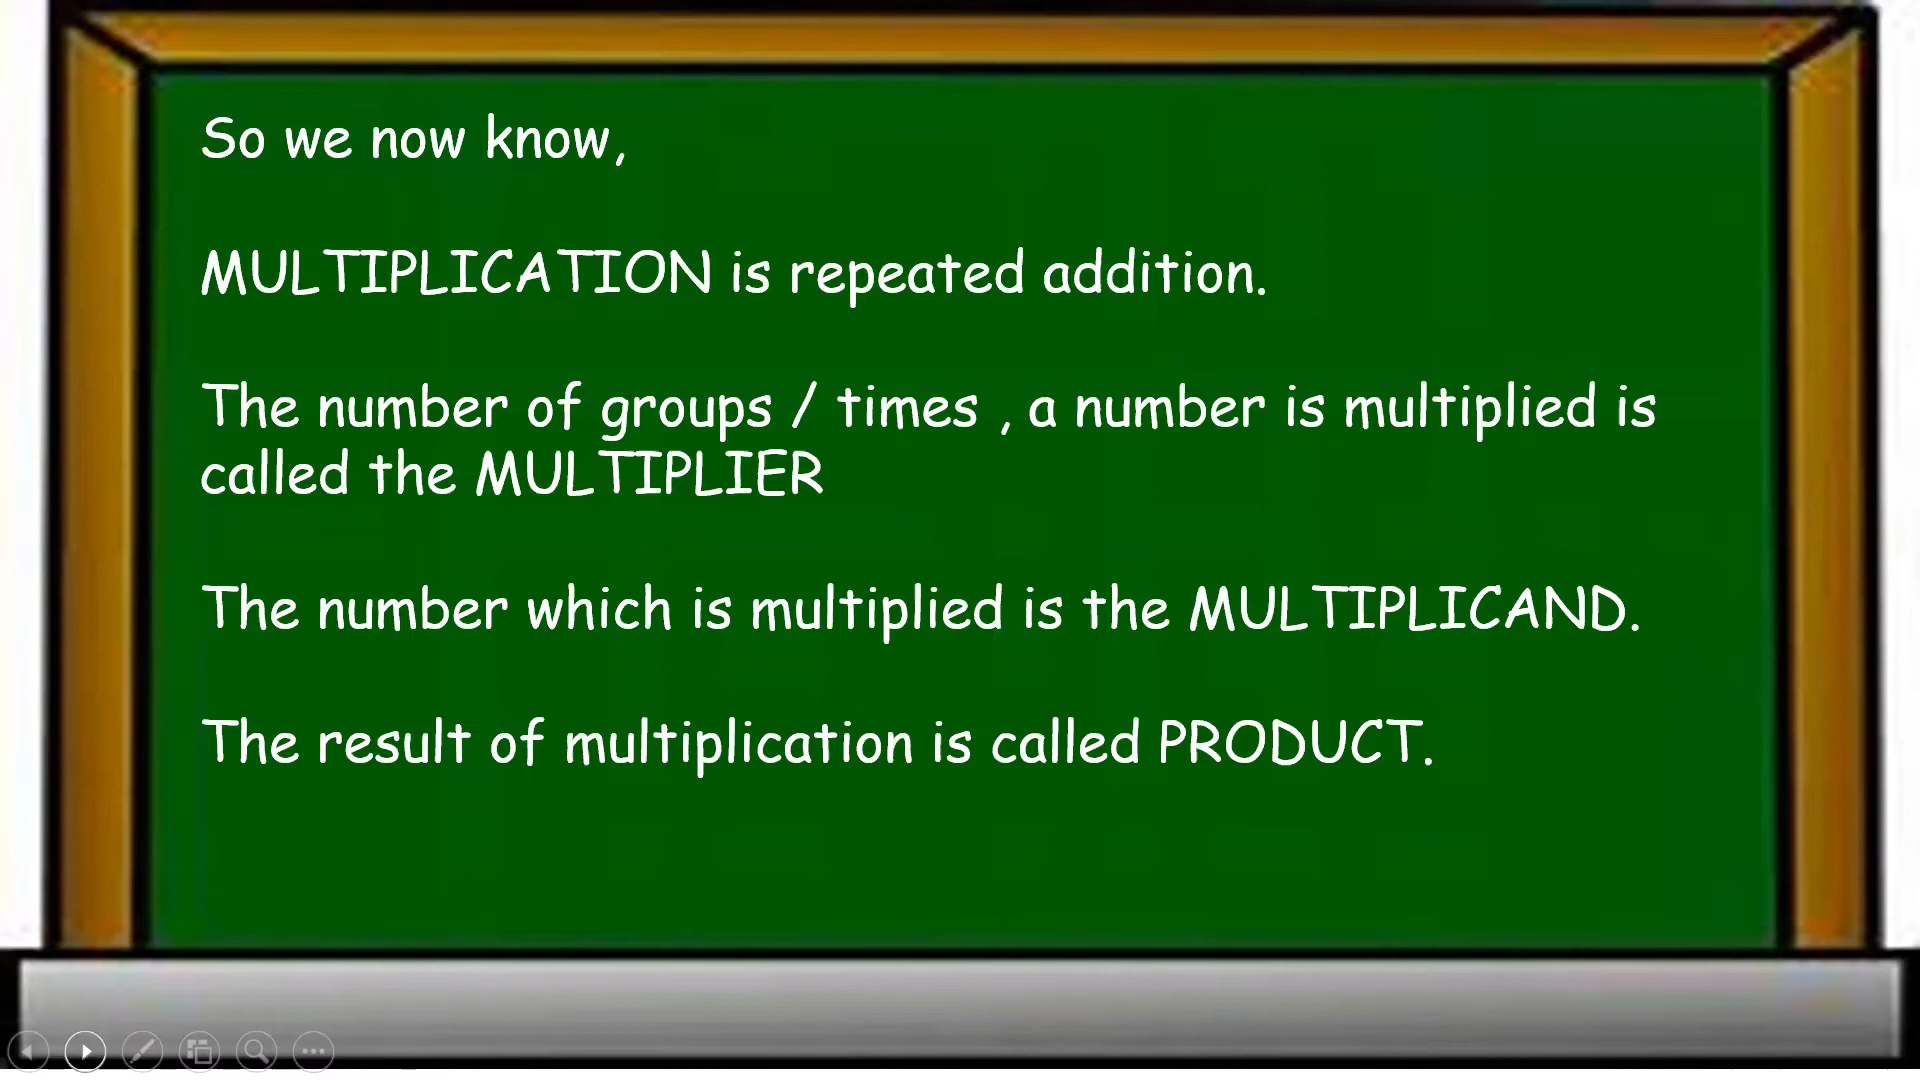 So we now know,
MULTIPLICATION is repeated addition.
The number of groups / times , a number is multiplied is
called the MULTIPLIER
The number which is multiplied is the MULTIPLICAND.
The result of multiplication is called PRODUCT.